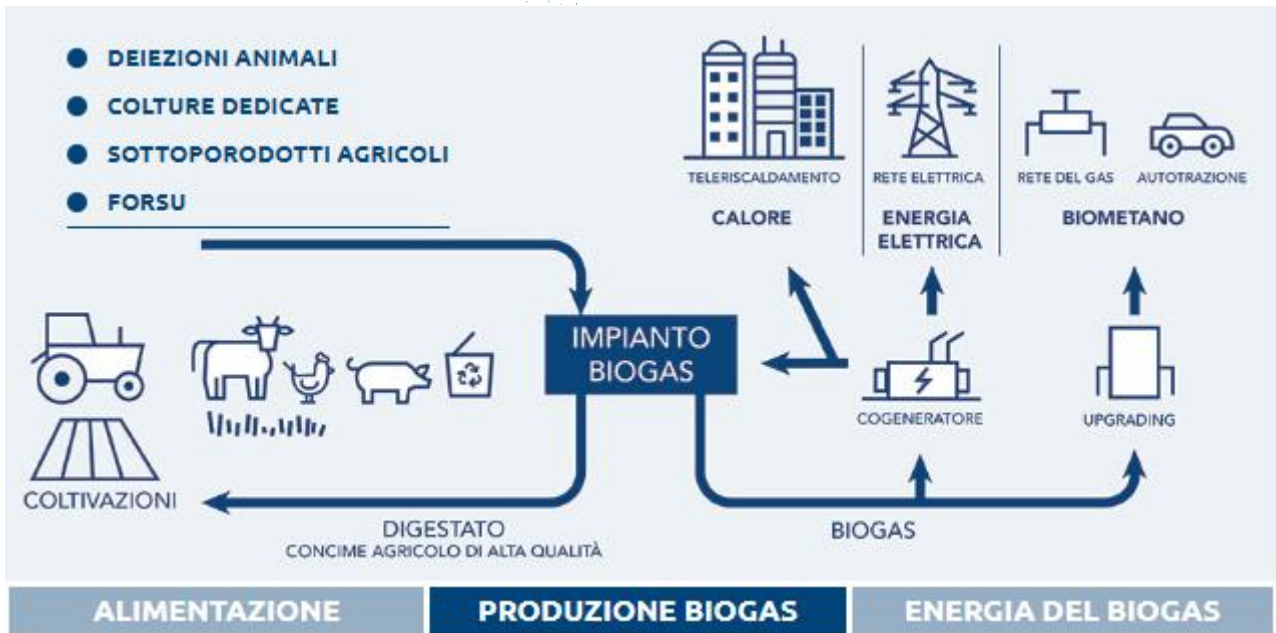 DEIEZIONI ANIMALI
COLTURE DEDICATE
SOTTOPORODOTTI AGRICOLI
FORSU
TELERISCALDAMENTO
CALORE
RETE ELETTRICA
ENERGIA
ELETTRICA
RETE DEL GAS
AUTOTRAZIONE
BIOMETANO
IMPIANTO
BIOGAS
COGENERATORE
UPGRADING
COLTIVAZIONI
DIGESTATO
CONCIME AGRICOLO DI ALTA QUALITÀ
BIOGAS
ALIMENTAZIONE
PRODUZIONE BIOGAS
ENERGIA DEL BIOGAS